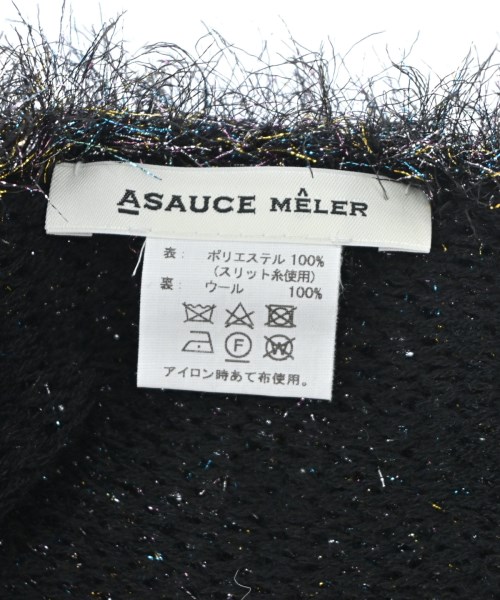 ASAUCE MÊLER
表： ポリエステル 100%
（スリット糸使用）
裏： ウール 100%
F W
アイロン時あて布使用。